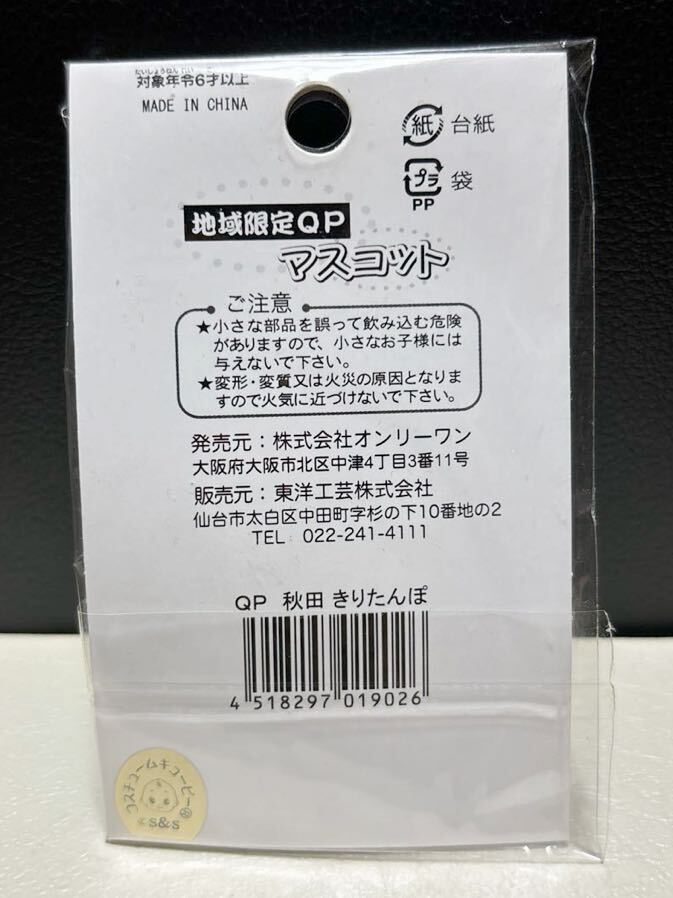 たいしょうねんれい
対象年令6才以上
MADE IN CHINA
紙 台紙
プラ 袋
PP
地域限定QP
マスコット
ご注意
★小さな部品を誤って飲み込む危険
がありますので、小さなお子様には
与えないで下さい。
★変形・変質又は火災の原因となりま
すので火気に近づけないで下さい。
発売元：株式会社オンリーワン
大阪府大阪市北区中津4丁目3番11号
販売元：東洋工芸株式会社
仙台市太白区中田町字杉の下10番地の2
TEL 022-241-4111
QP 秋田 きりたんぽ
4 518297 019026
コスチュームキューピー
s&s